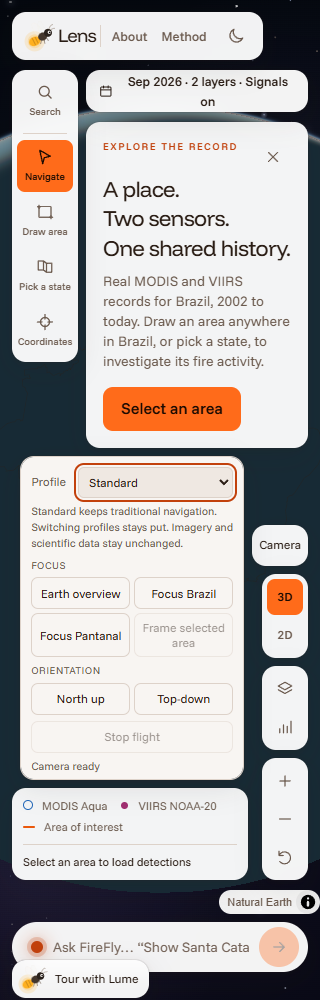 Lens
About
Method
Search
Navigate
Draw area
Pick a state
Coordinates
Sep 2026 · 2 layers · Signals
on
EXPLORE THE RECORD
A place.
Two sensors.
One shared history.
Real MODIS and VIIRS
records for Brazil, 2002 to
today. Draw an area anywhere
in Brazil, or pick a state, to
investigate its fire activity.
Select an area
Profile
Standard
Standard keeps traditional navigation.
Switching profiles stays put. Imagery and
scientific data stay unchanged.
FOCUS
Earth overview
Focus Brazil
Focus Pantanal
Frame selected
area
ORIENTATION
North up
Top-down
Stop flight
Camera ready
Camera
3D
2D
MODIS Aqua
VIIRS NOAA-20
Area of interest
Select an area to load detections
Natural Earth
Ask FireFly… “Show Santa Cata
Tour with Lume